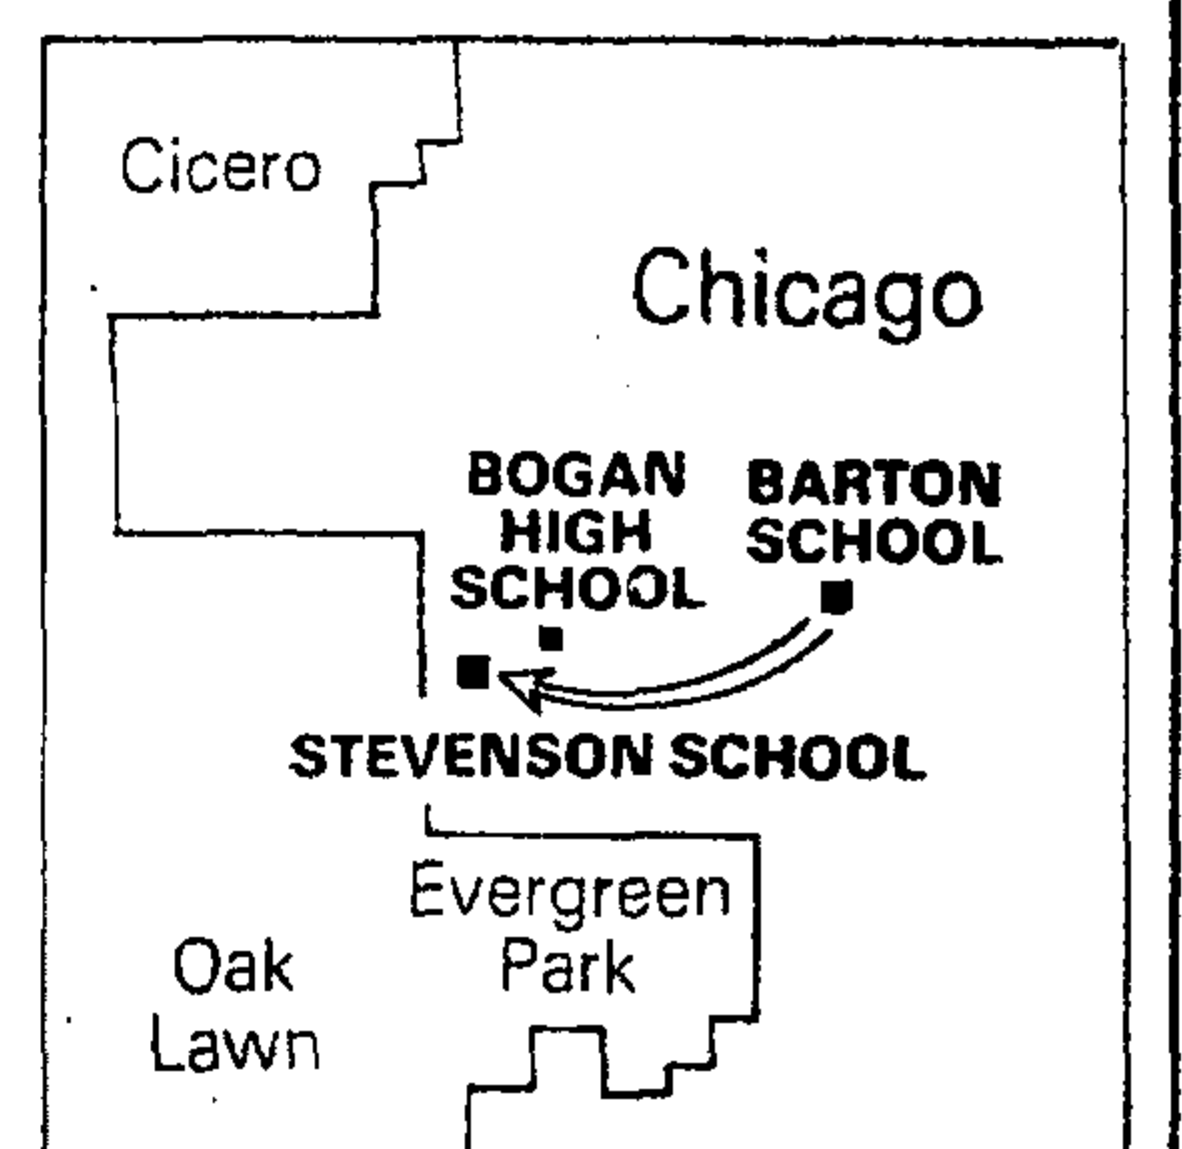 Cicero
Chicago
BOGAN
HIGH
SCHOOL
BARTON
SCHOOL
STEVENSON SCHOOL
Evergreen
Park
Oak
Lawn